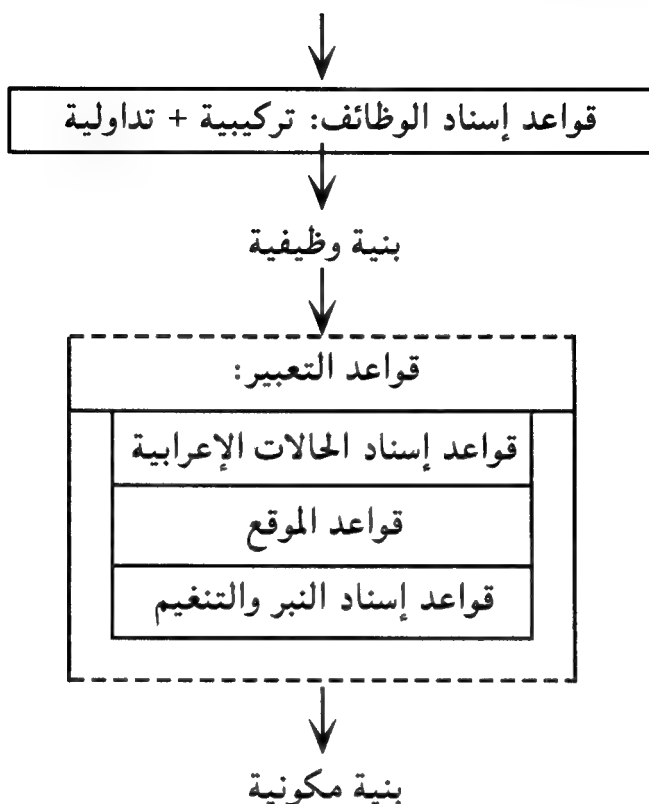 قواعد إسناد الوظائف: تركيبية + تداولية
بنية وظيفية
قواعد التعبير:
قواعد إسناد الحالات الإعرابية
قواعد الموقع
قواعد إسناد النبر والتنغيم
بنية مكونية